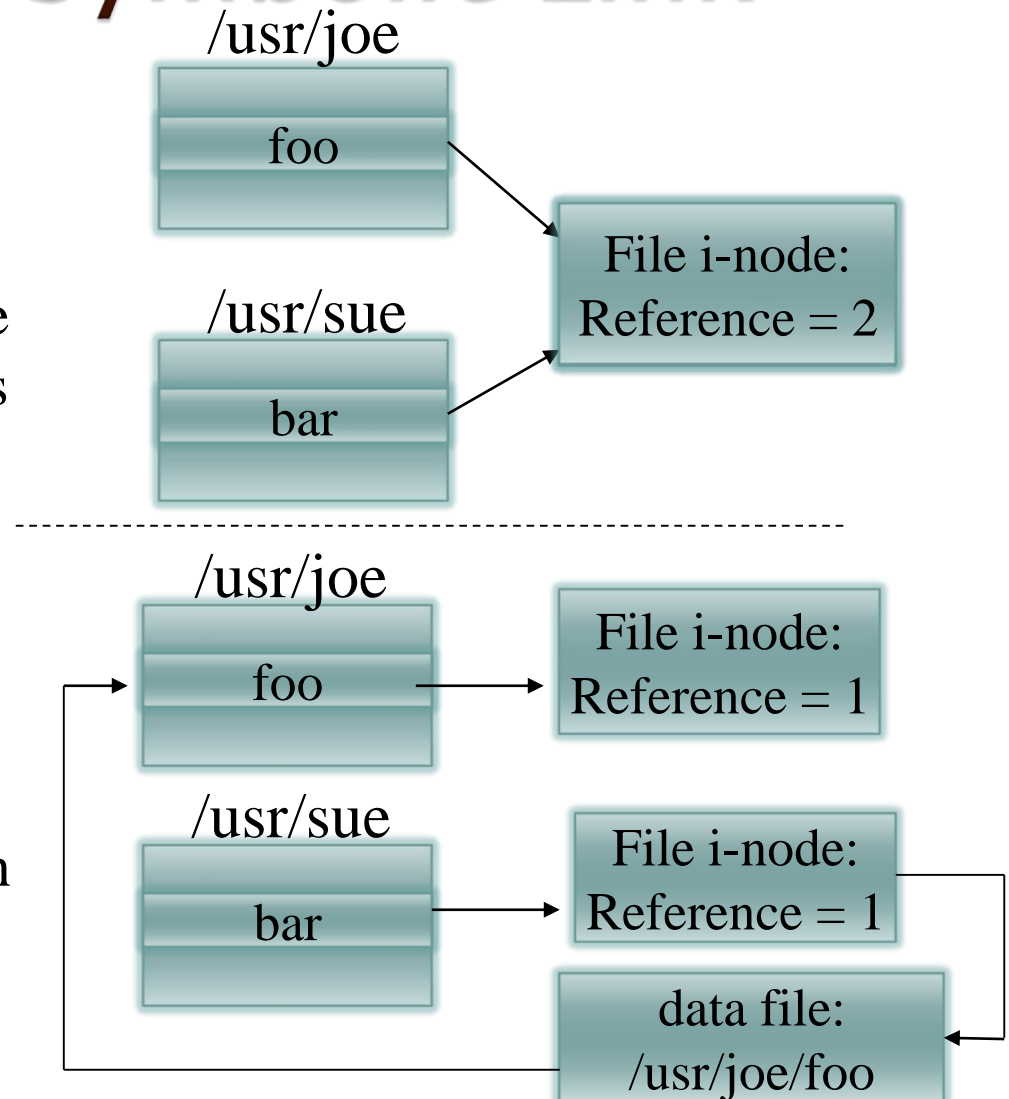 /usr/joe
foo
File i-node:
Reference = 2
/usr/sue
bar
/usr/joe
foo
File i-node:
Reference = 1
/usr/sue
bar
File i-node:
Reference = 1
data file:
/usr/joe/foo